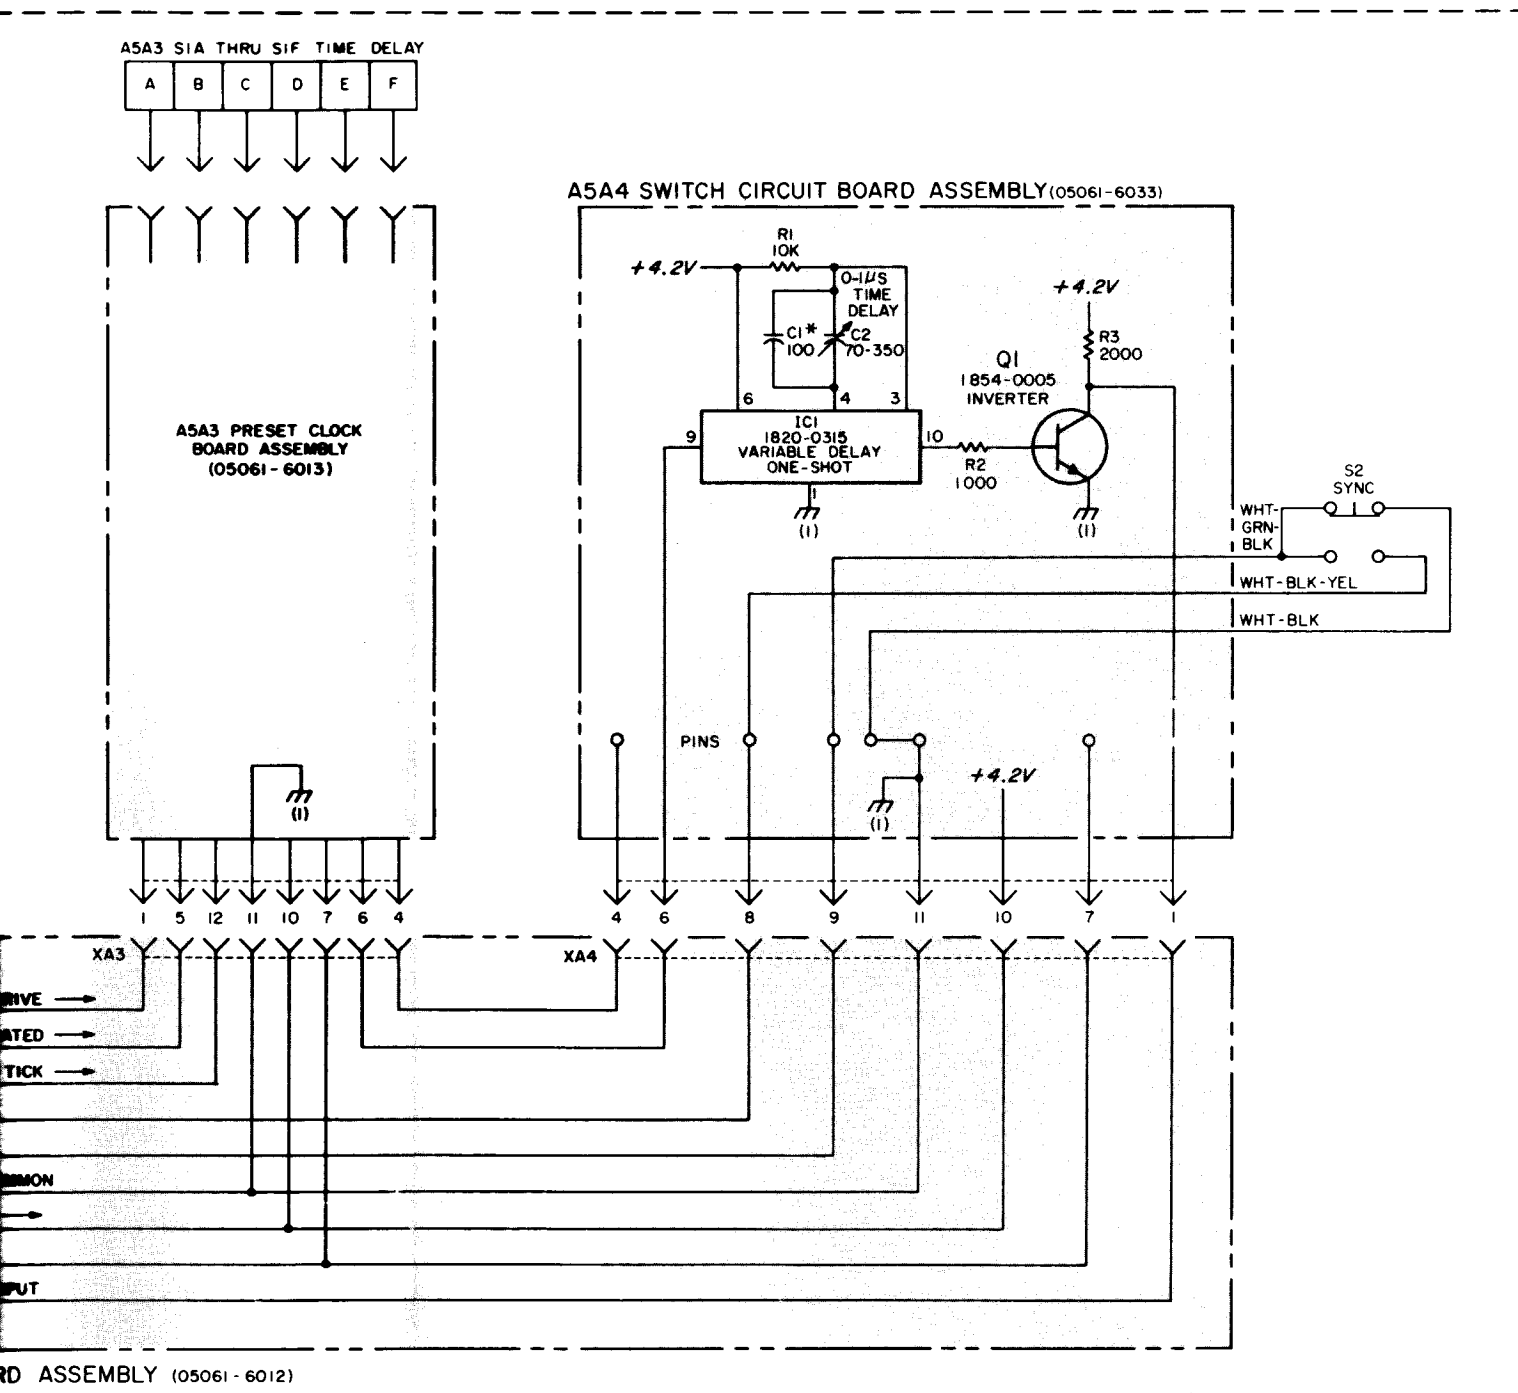 A5A3 S1A THRU S1F TIME DELAY
A B C D E F
A5A4 SWITCH CIRCUIT BOARD ASSEMBLY (05061-6033)
R1
10K
+4.2V
0-1µS
TIME
DELAY
C1*
100
C2
70-350
+4.2V
R3
2000
Q1
1854-0005
INVERTER
6 4 3
IC1
1820-0315
VARIABLE DELAY
ONE-SHOT
9
10
1
(1)
R2
1000
(1)
A5A3 PRESET CLOCK
BOARD ASSEMBLY
(05061-6013)
S2
SYNC
WHT-
GRN-
BLK
WHT-BLK-YEL
WHT-BLK
PINS
+4.2V
(1)
(1)
1 5 12 11 10 7 6 4
4 6 8 9 11 10 7 1
XA3
XA4
RIVE
ATED
TICK
MMON
PUT
RD ASSEMBLY (05061-6012)